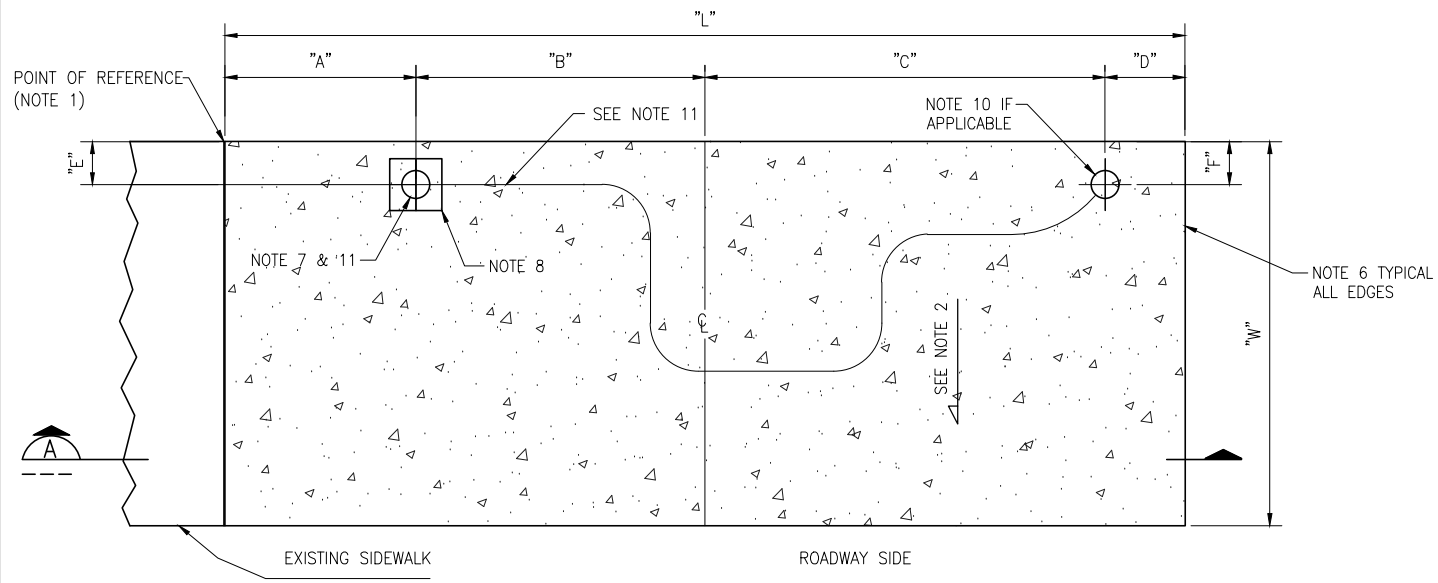 "L"
"A"
"B"
"C"
"D"
POINT OF REFERENCE
(NOTE 1)
SEE NOTE 11
NOTE 10 IF
APPLICABLE
"E"
"F"
NOTE 7 & 11
NOTE 8
NOTE 6 TYPICAL
ALL EDGES
℄
SEE NOTE 2
"W"
A
EXISTING SIDEWALK
ROADWAY SIDE